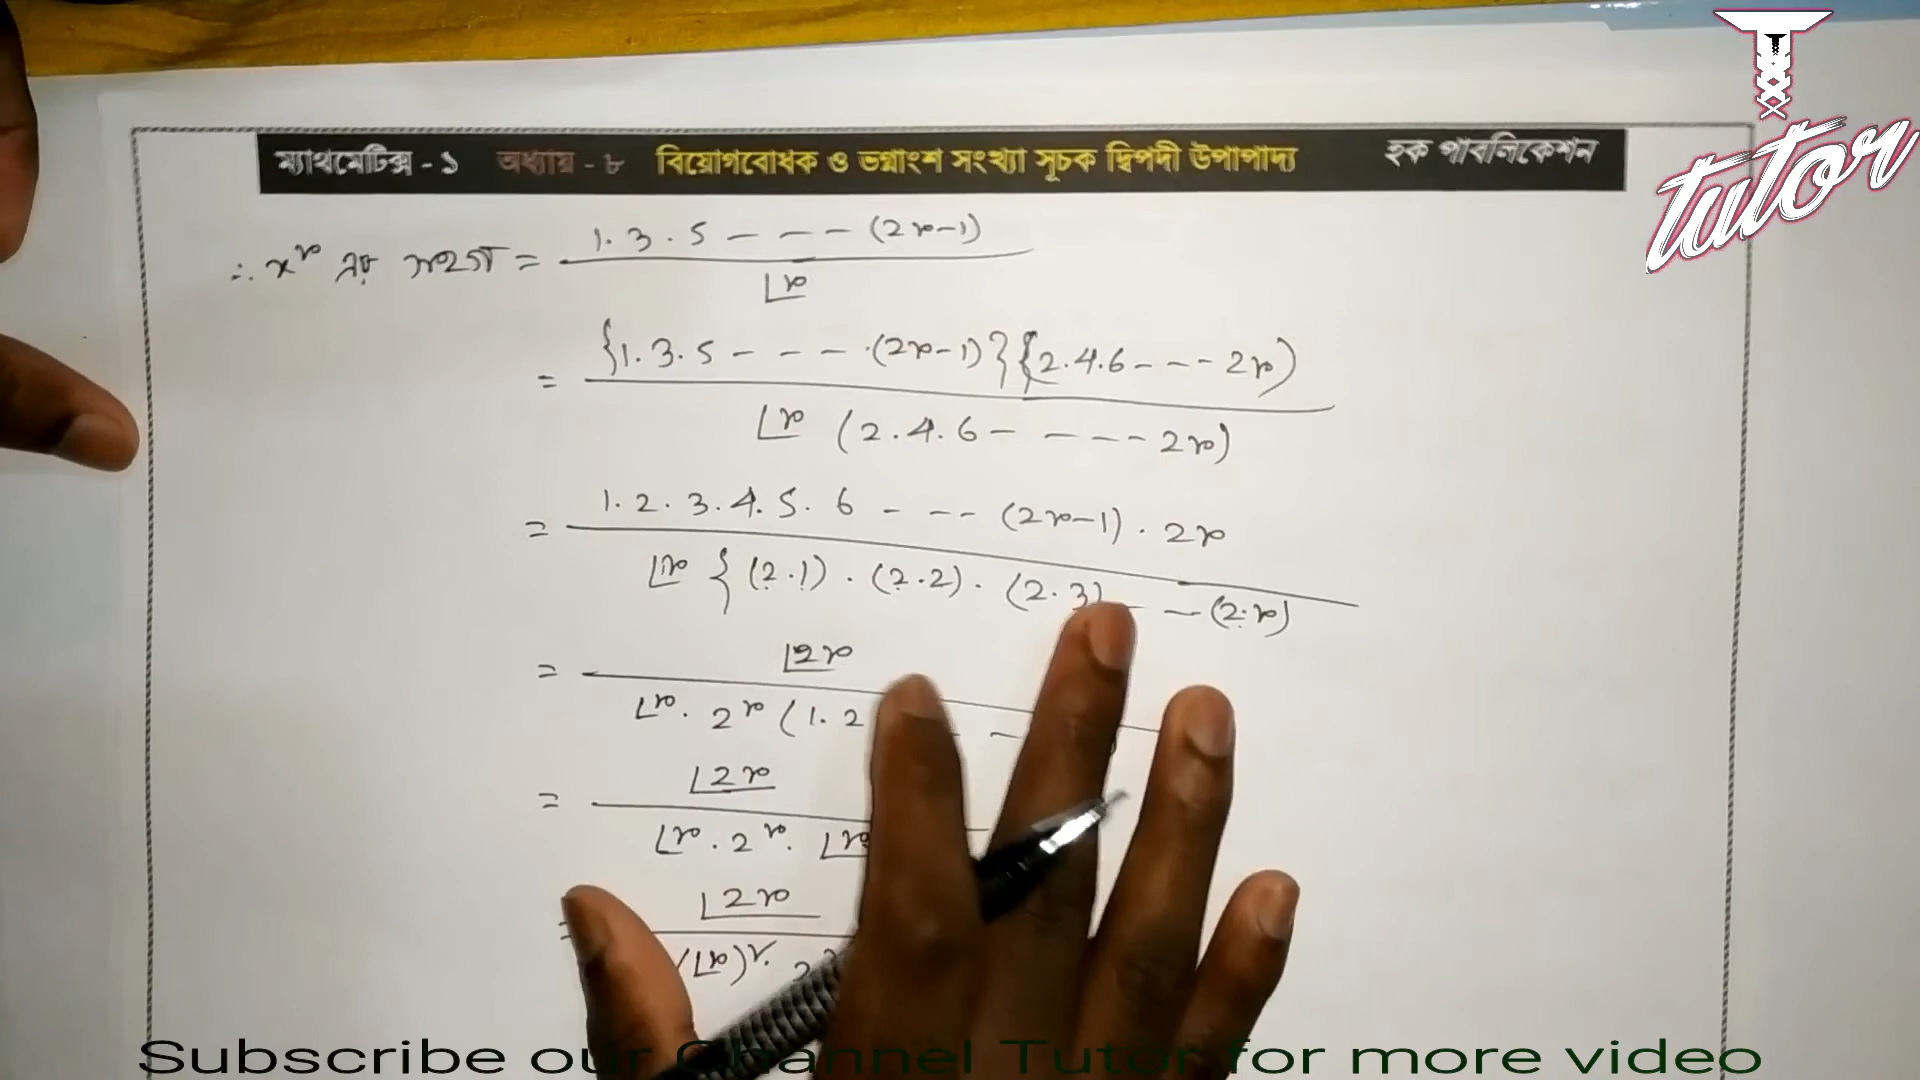 ম্যাথমেটিক্স - ১ অধ্যায় - ৮ বিয়োগবোধক ও ভগ্নাংশ সংখ্যা সূচক দ্বিপদী উপাপাদ্য হক পাবলিকেশন
T
tutor
∴ x^r এর সহগ = 1.3.5 - - - (2r-1) / ⌊r
= {1.3.5 - - - (2r-1)}{2.4.6 - - - 2r) / ⌊r (2.4.6 - - - - 2r)
= 1.2.3.4.5.6 - - - (2r-1).2r / ⌊r {(2.1).(2.2).(2.3) - - (2.r)
= ⌊2r / ⌊r. 2^r (1.2
= ⌊2r / ⌊r. 2^r. ⌊r
= ⌊2r / (⌊r)^২. 2
Subscribe our Channel Tutor for more video